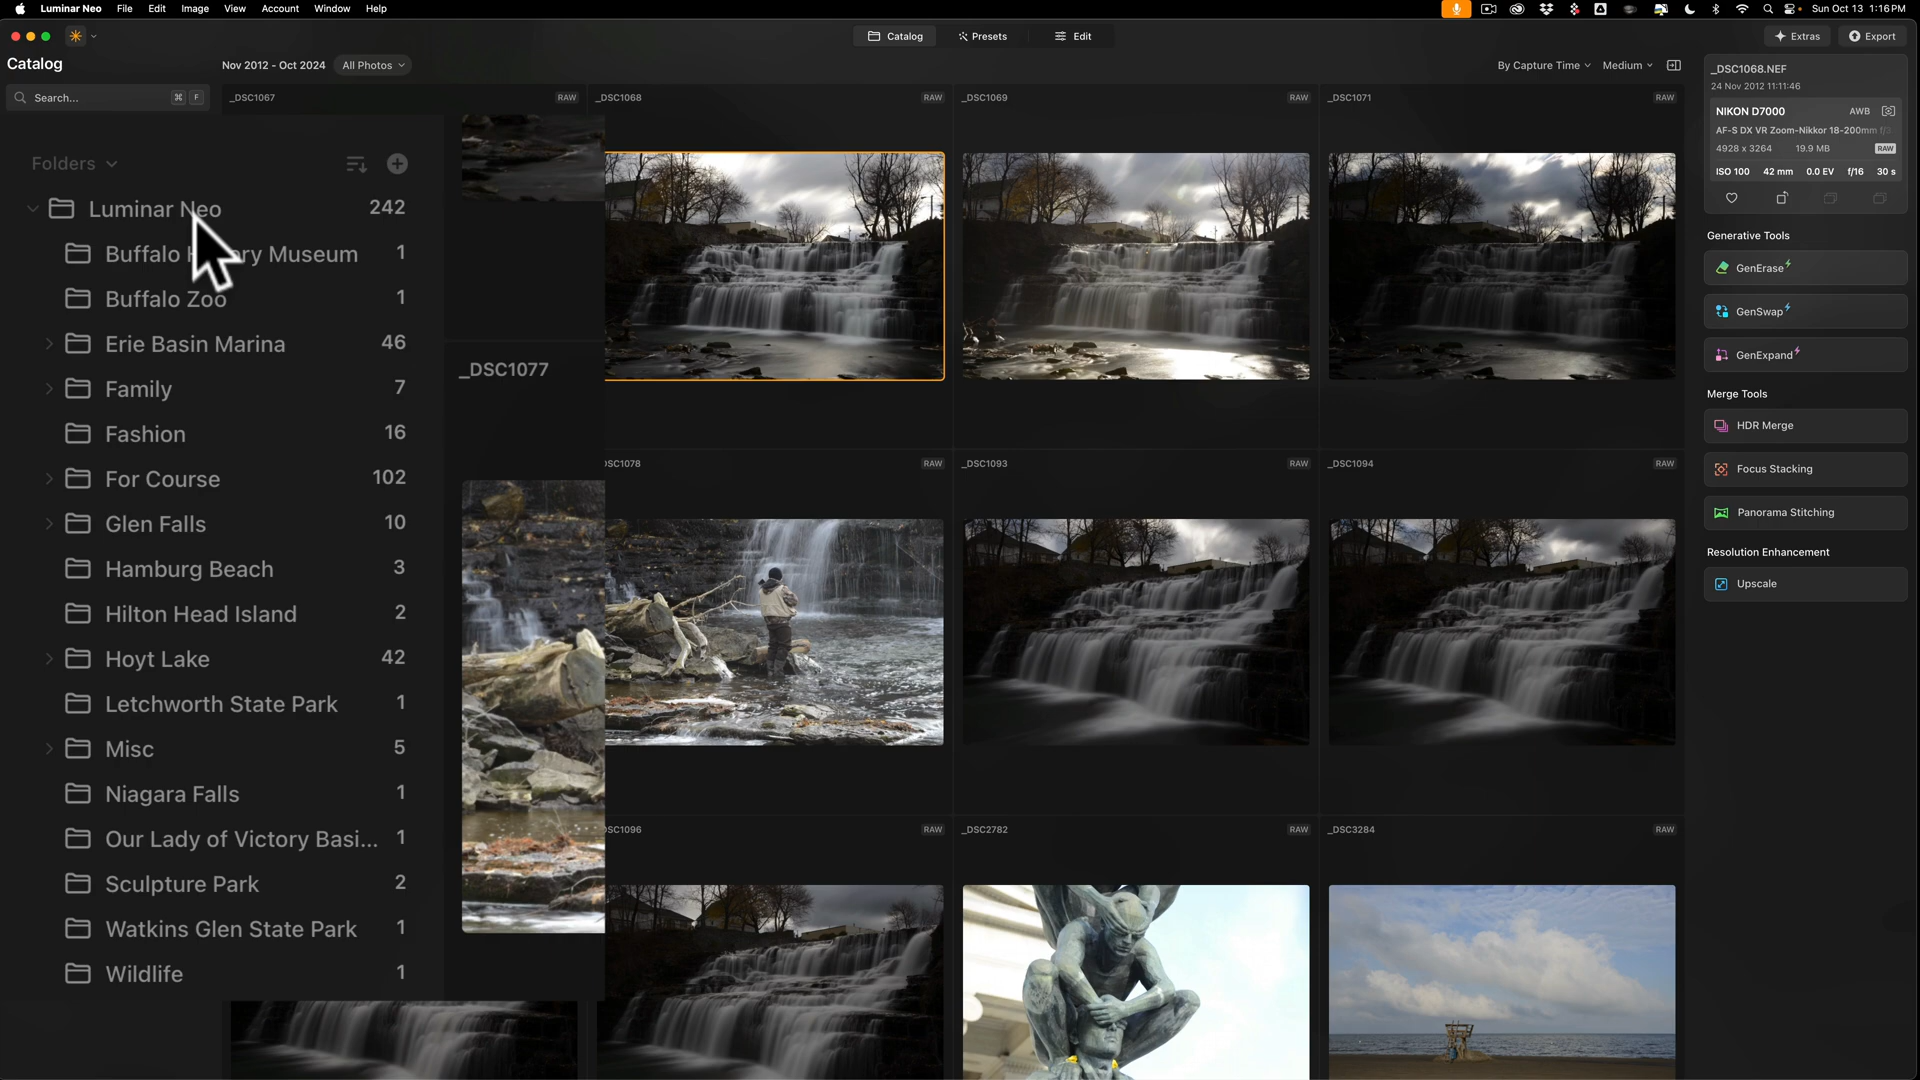 Luminar Neo File Edit Image View Account Window Help Sun Oct 13 1:16 PM
Catalog Presets Edit Extras Export
Catalog
Nov 2012 - Oct 2024 All Photos By Capture Time Medium
Search... ⌘ F
_DSC1067 RAW _DSC1068 RAW _DSC1069 RAW _DSC1071 RAW
Folders
Luminar Neo 242
Buffalo ry Museum 1
Buffalo Zoo 1
Erie Basin Marina 46
Family 7
Fashion 16
For Course 102
Glen Falls 10
Hamburg Beach 3
Hilton Head Island 2
Hoyt Lake 42
Letchworth State Park 1
Misc 5
Niagara Falls 1
Our Lady of Victory Basi... 1
Sculpture Park 2
Watkins Glen State Park 1
Wildlife 1
_DSC1077
DSC1078 RAW _DSC1093 RAW _DSC1094 RAW
DSC1096 RAW _DSC2782 RAW _DSC3284 RAW
_DSC1068.NEF
24 Nov 2012 11:11:46
NIKON D7000 AWB
AF-S DX VR Zoom-Nikkor 18-200mm f/3
4928 x 3264 19.9 MB RAW
ISO 100 42 mm 0.0 EV f/16 30 s
Generative Tools
GenErase
GenSwap
GenExpand
Merge Tools
HDR Merge
Focus Stacking
Panorama Stitching
Resolution Enhancement
Upscale